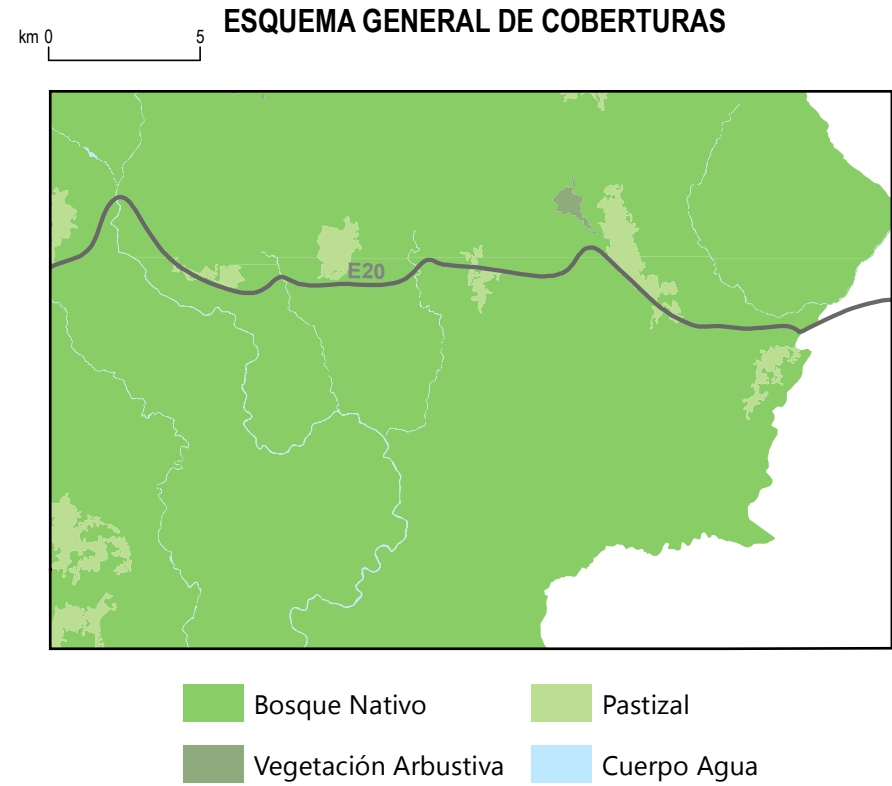 ESQUEMA GENERAL DE COBERTURAS
km 0 5
E20
Bosque Nativo
Pastizal
Vegetación Arbustiva
Cuerpo Agua